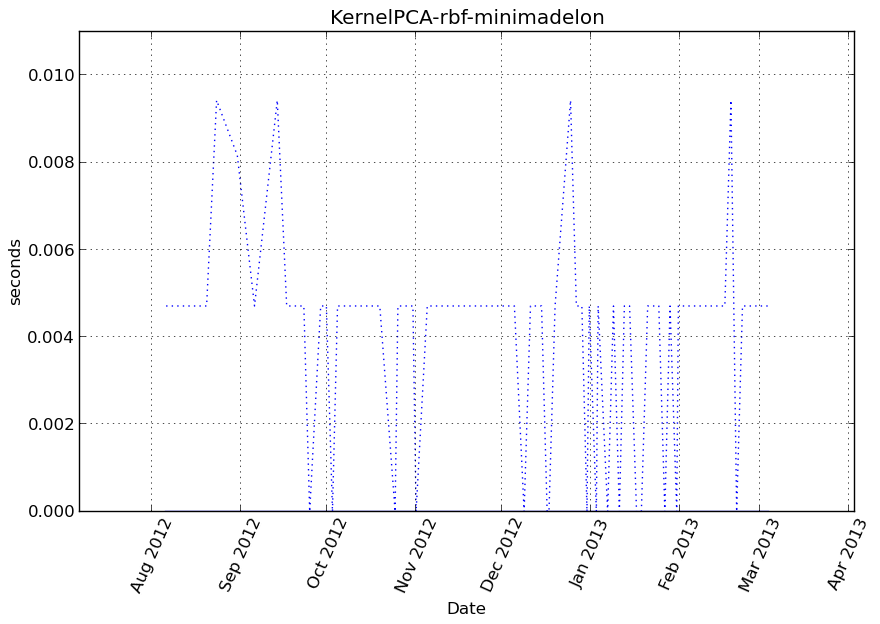 KernelPCA-rbf-minimadelon
0.010
0.008
0.006
0.004
0.002
0.000
seconds
Aug 2012
Sep 2012
Oct 2012
Nov 2012
Dec 2012
Jan 2013
Feb 2013
Mar 2013
Apr 2013
Date